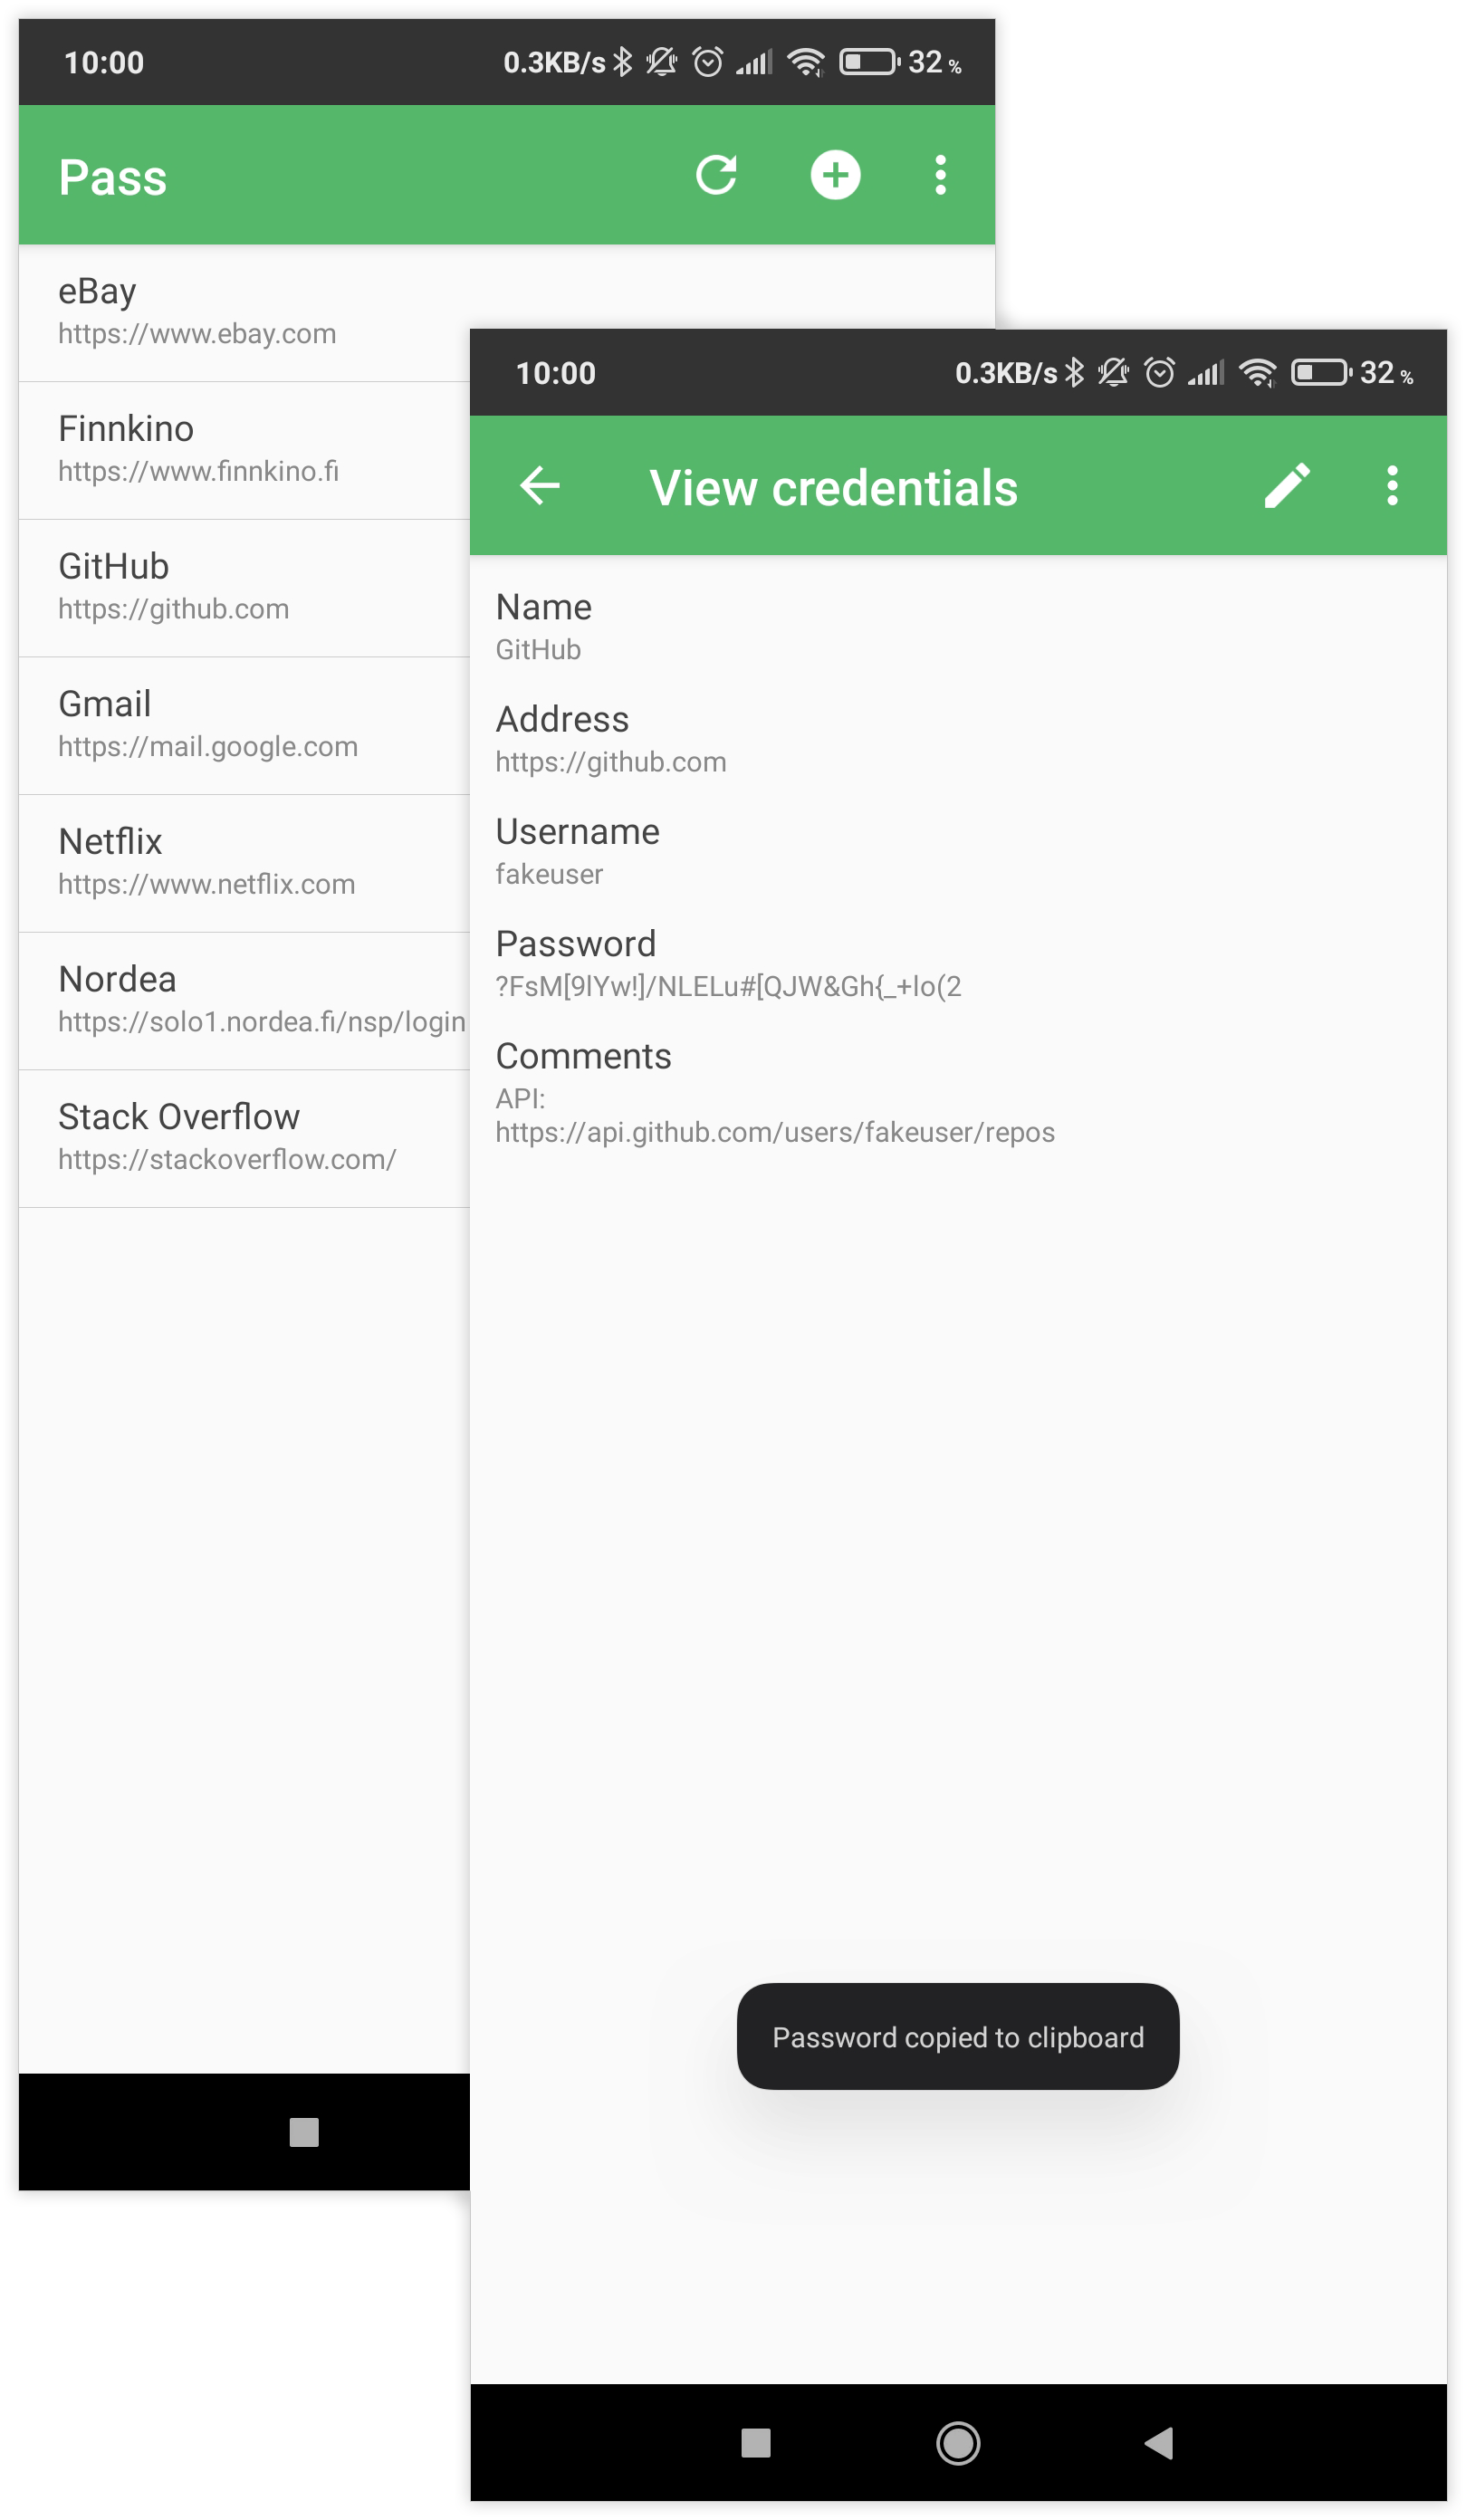 10:00 0.3KB/s 32 %
Pass
eBay
https://www.ebay.com
Finnkino
https://www.finnkino.fi
GitHub
https://github.com
Gmail
https://mail.google.com
Netflix
https://www.netflix.com
Nordea
https://solo1.nordea.fi/nsp/login
Stack Overflow
https://stackoverflow.com/
10:00 0.3KB/s 32 %
View credentials
Name
GitHub
Address
https://github.com
Username
fakeuser
Password
?FsM[9lYw!]/NLELu#[QJW&Gh{_+lo(2
Comments
API:
https://api.github.com/users/fakeuser/repos
Password copied to clipboard